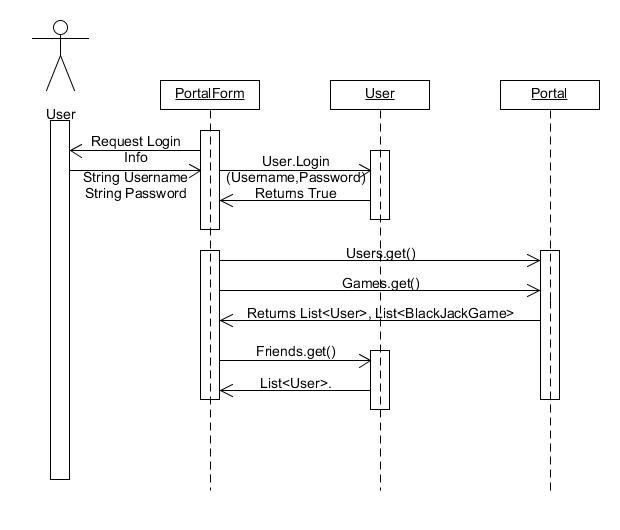 PortalForm
User
Portal
User
Request Login
Info
String Username
String Password
User.Login
(Username,Password)
Returns True
Users.get()
Games.get()
Returns List<User>, List<BlackJackGame>
Friends.get()
List<User>.